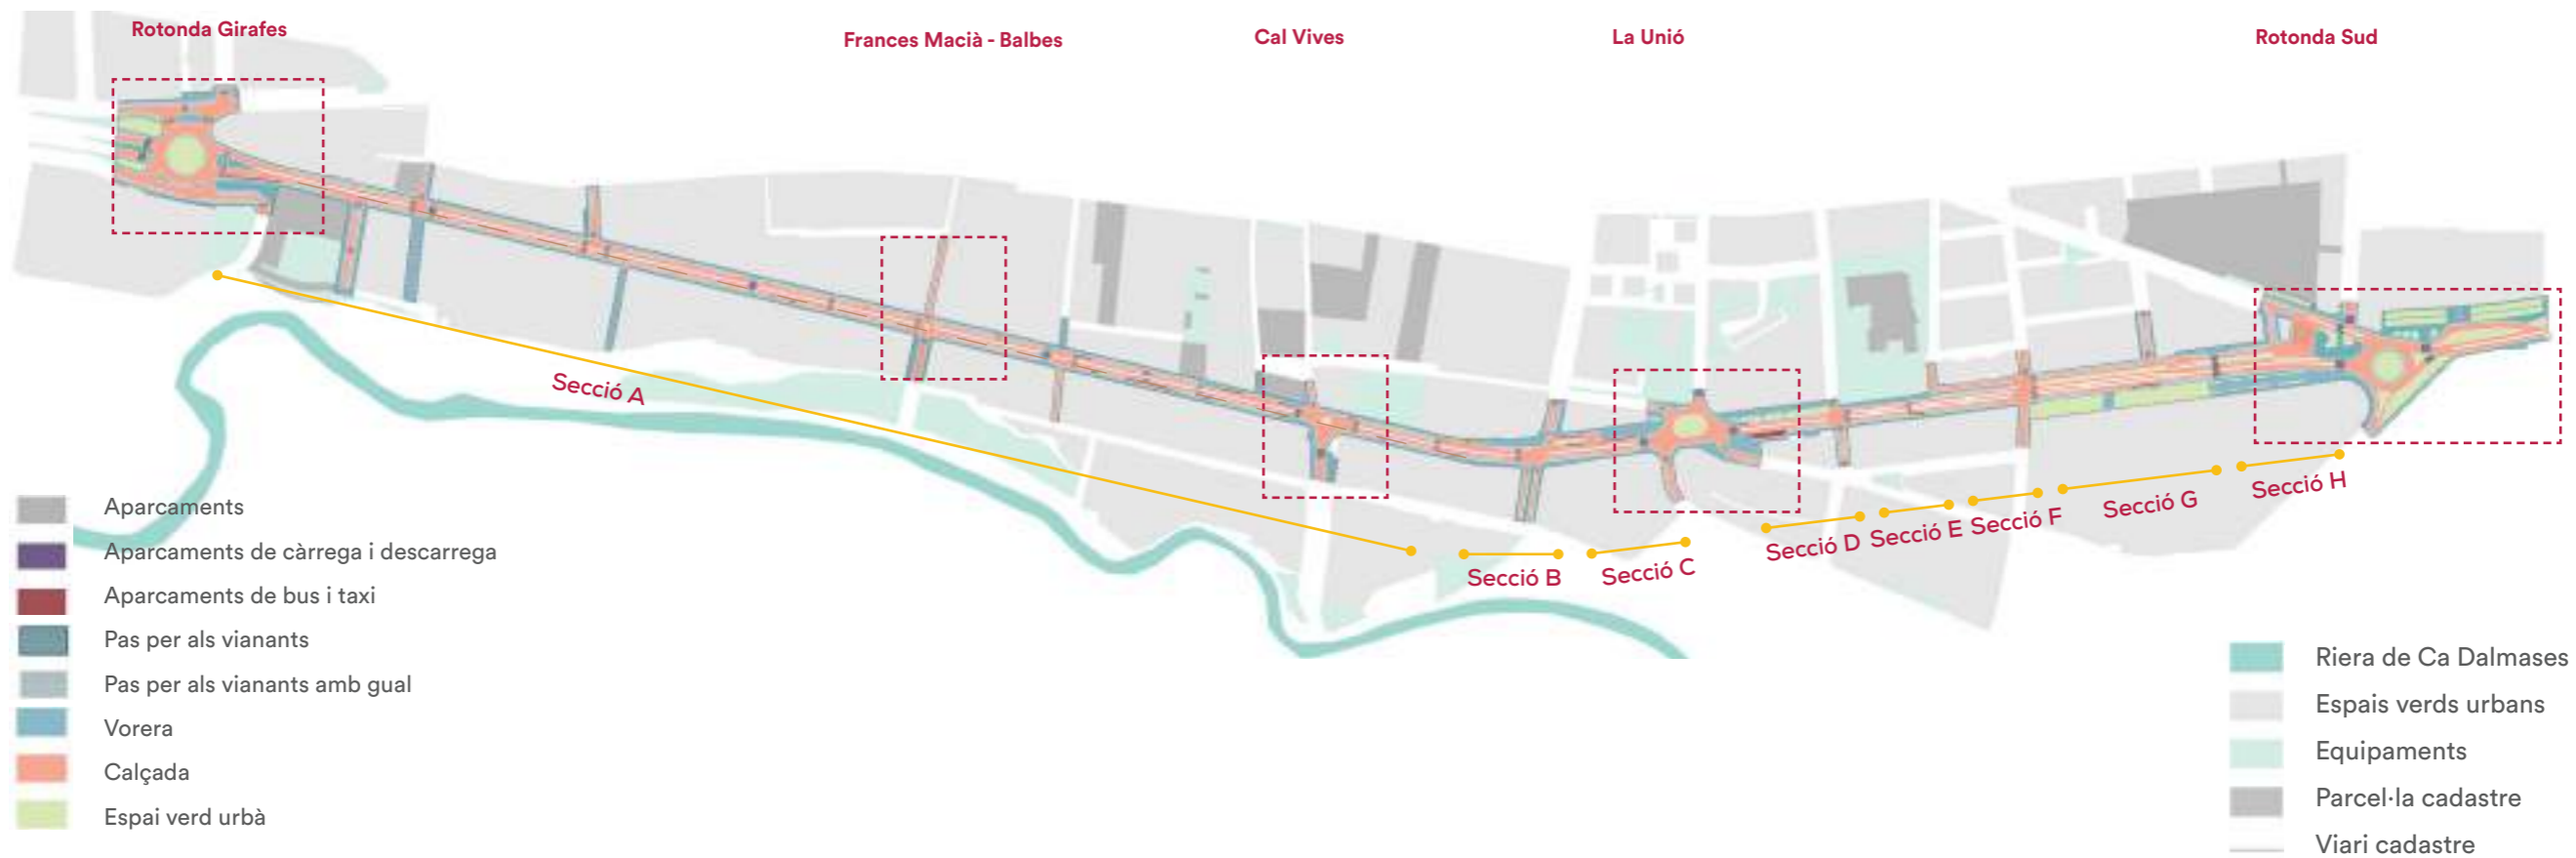 Rotonda Girafes
Frances Macià - Balbes
Cal Vives
La Unió
Rotonda Sud
Secció A
Secció B
Secció C
Secció D
Secció E
Secció F
Secció G
Secció H
Aparcaments
Aparcaments de càrrega i descarrega
Aparcaments de bus i taxi
Pas per als vianants
Pas per als vianants amb gual
Vorera
Calçada
Espai verd urbà
Riera de Ca Dalmases
Espais verds urbans
Equipaments
Parcel·la cadastre
Viari cadastre